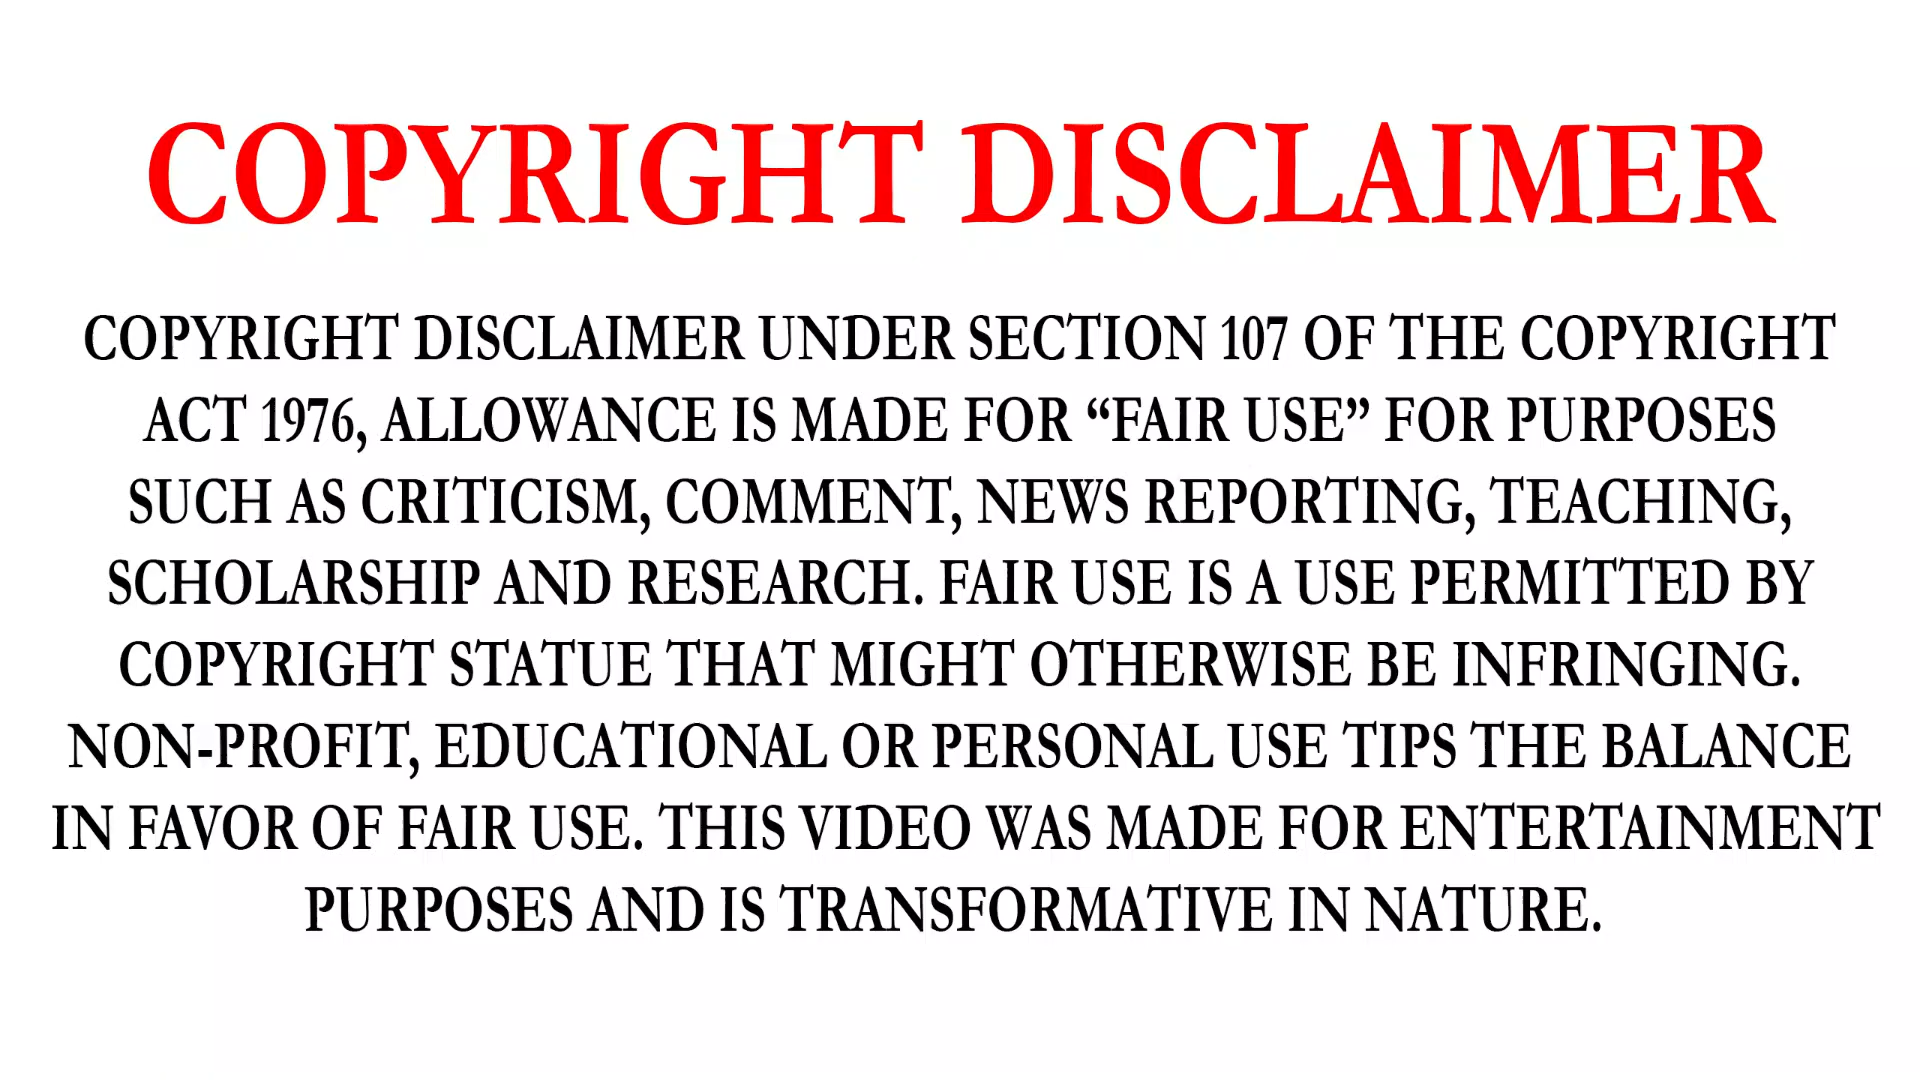 COPYRIGHT DISCLAIMER
COPYRIGHT DISCLAIMER UNDER SECTION 107 OF THE COPYRIGHT
ACT 1976, ALLOWANCE IS MADE FOR “FAIR USE” FOR PURPOSES
SUCH AS CRITICISM, COMMENT, NEWS REPORTING, TEACHING,
SCHOLARSHIP AND RESEARCH. FAIR USE IS A USE PERMITTED BY
COPYRIGHT STATUE THAT MIGHT OTHERWISE BE INFRINGING.
NON-PROFIT, EDUCATIONAL OR PERSONAL USE TIPS THE BALANCE
IN FAVOR OF FAIR USE. THIS VIDEO WAS MADE FOR ENTERTAINMENT
PURPOSES AND IS TRANSFORMATIVE IN NATURE.